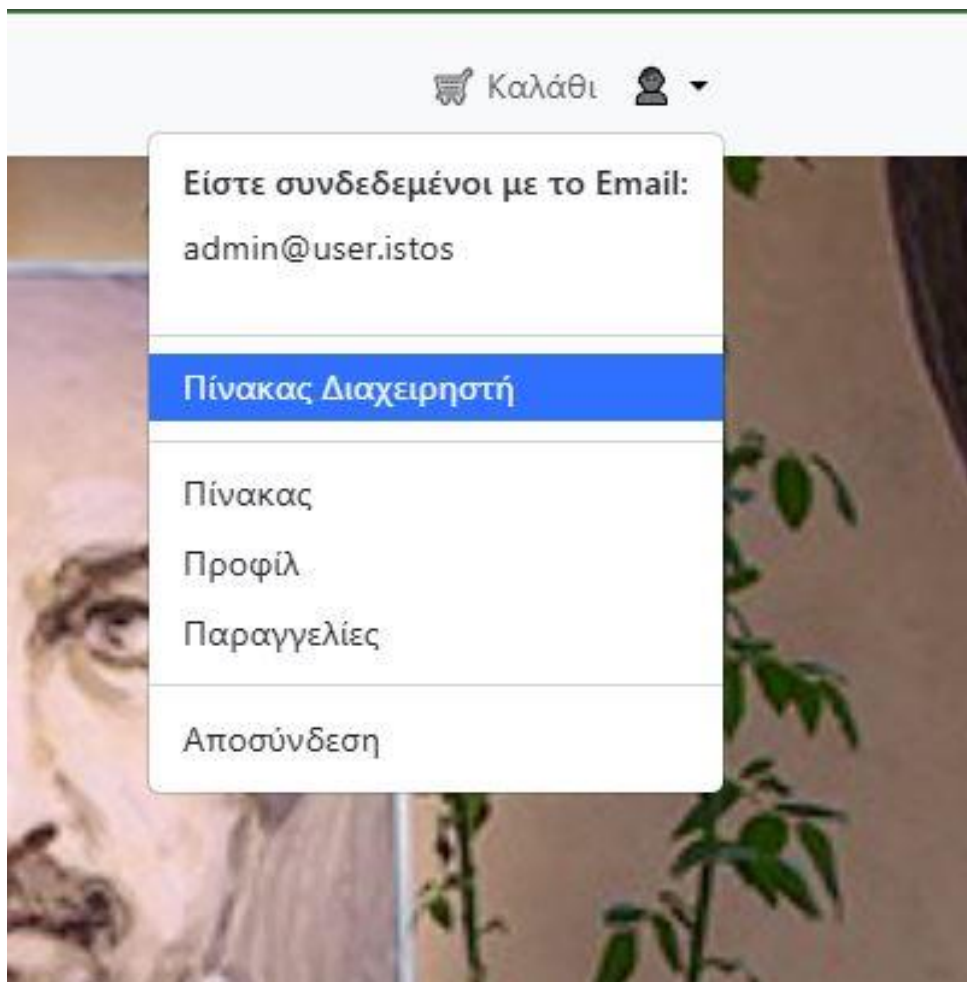 Καλάθι
Είστε συνδεδεμένοι με το Email:
admin@user.istos
Πίνακας Διαχειρηστή
Πίνακας
Προφίλ
Παραγγελίες
Αποσύνδεση